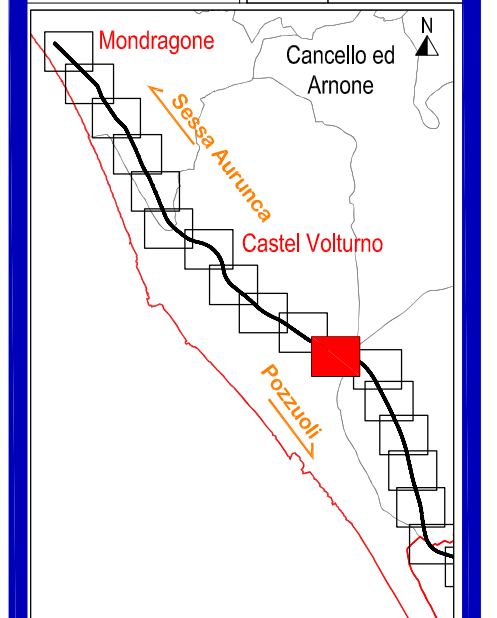 N
Mondragone
Cancello ed
Arnone
Sessa Aurunca
Castel Volturno
Pozzuoli